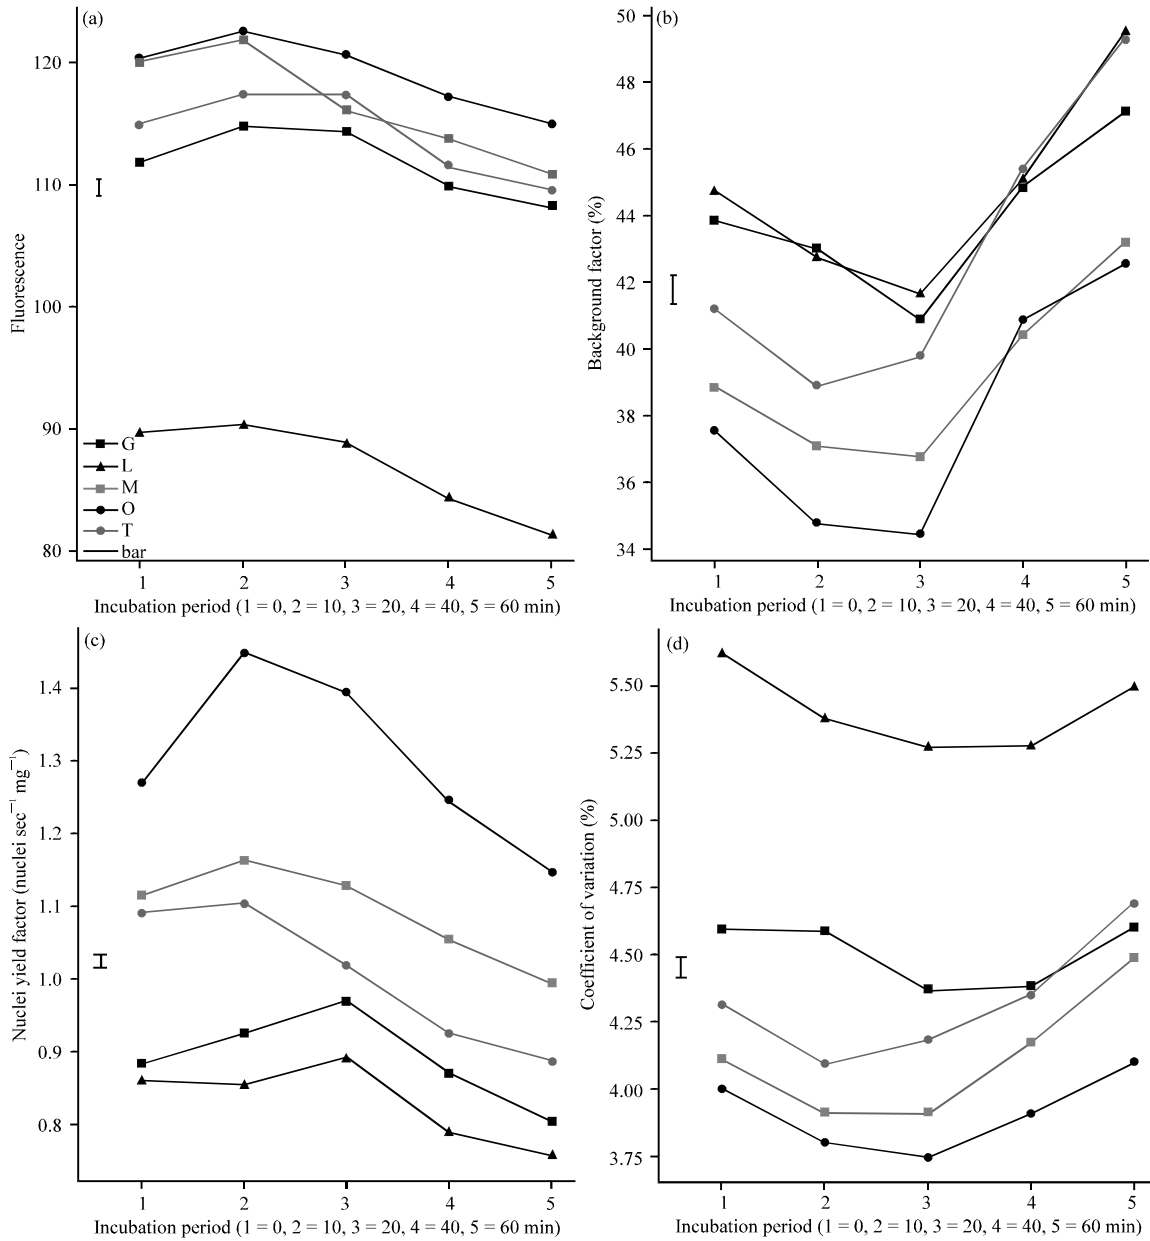 (a)
120
110
100
90
80
Fluorescence
G
L
M
O
T
bar
1 2 3 4 5
Incubation period (1 = 0, 2 = 10, 3 = 20, 4 = 40, 5 = 60 min)
(b)
50
48
46
44
42
40
38
36
34
Background factor (%)
1 2 3 4 5
Incubation period (1 = 0, 2 = 10, 3 = 20, 4 = 40, 5 = 60 min)
(c)
1.4
1.3
1.2
1.1
1.0
0.9
0.8
Nuclei yield factor (nuclei sec⁻¹ mg⁻¹)
1 2 3 4 5
Incubation period (1 = 0, 2 = 10, 3 = 20, 4 = 40, 5 = 60 min)
(d)
5.50
5.25
5.00
4.75
4.50
4.25
4.00
3.75
Coefficient of variation (%)
1 2 3 4 5
Incubation period (1 = 0, 2 = 10, 3 = 20, 4 = 40, 5 = 60 min)